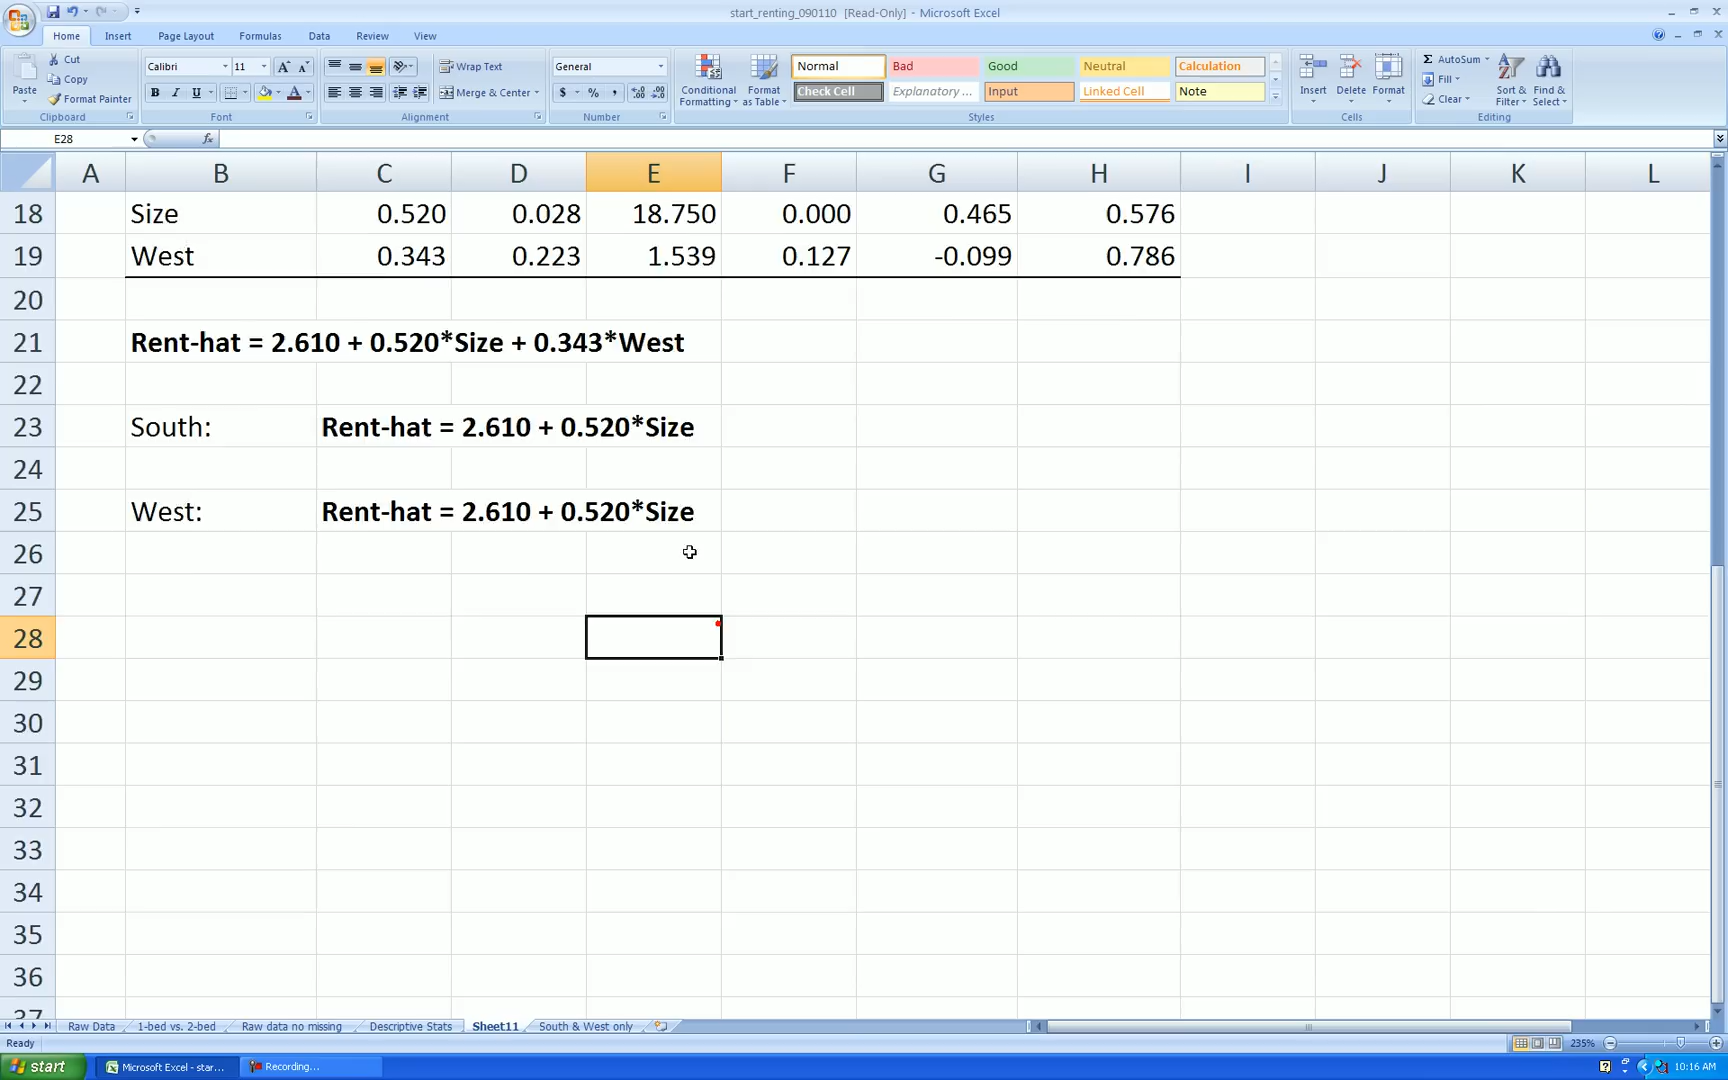 start_renting_090110 [Read-Only] - Microsoft Excel
Home Insert Page Layout Formulas Data Review View
Paste
Cut
Copy
Format Painter
Clipboard
Calibri 11
B I U
Font
Wrap Text
Merge & Center
Alignment
General
$ % ,
Number
Conditional Formatting
Format as Table
Normal Bad Good Neutral Calculation
Check Cell Explanatory ... Input Linked Cell Note
Styles
Insert Delete Format
Cells
Σ AutoSum
Fill
Clear
Sort & Filter
Find & Select
Editing
E28 fx
A B C D E F G H I J K L
18 Size 0.520 0.028 18.750 0.000 0.465 0.576
19 West 0.343 0.223 1.539 0.127 -0.099 0.786
20
21 Rent-hat = 2.610 + 0.520*Size + 0.343*West
22
23 South: Rent-hat = 2.610 + 0.520*Size
24
25 West: Rent-hat = 2.610 + 0.520*Size
26
27
28
29
30
31
32
33
34
35
36
37
Raw Data 1-bed vs. 2-bed Raw data no missing Descriptive Stats Sheet11 South & West only
Ready 235%
start Microsoft Excel - star... Recording... 10:16 AM